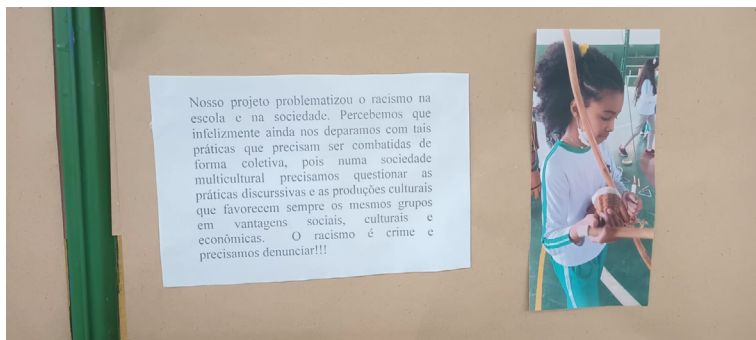 Nosso projeto problematizou o racismo na
escola e na sociedade. Percebemos que
infelizmente ainda nos deparamos com tais
práticas que precisam ser combatidas de
forma coletiva, pois numa sociedade
multicultural precisamos questionar as
práticas discurssivas e as produções culturais
que favorecem sempre os mesmos grupos
em vantagens sociais, culturais e
econômicas. O racismo é crime e
precisamos denunciar!!!